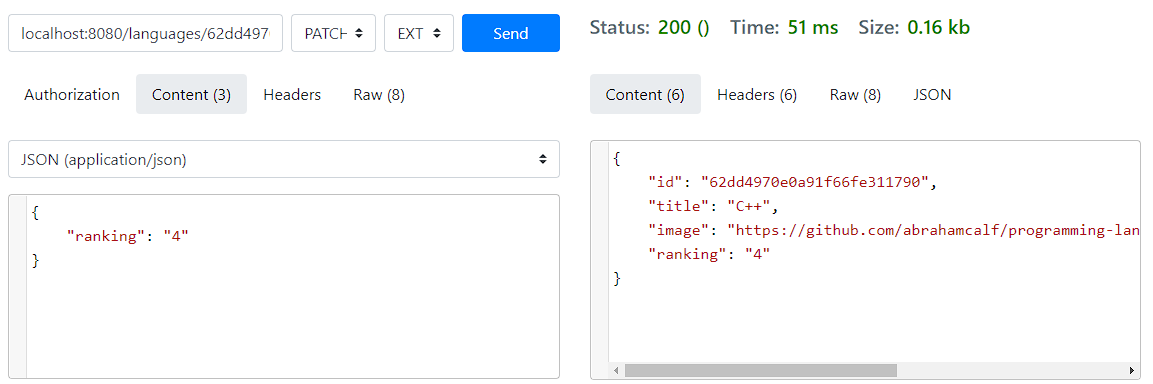 localhost:8080/languages/62dd497 PATCH EXT Send
Authorization Content (3) Headers Raw (8)
JSON (application/json)
{
    "ranking": "4"
}
Status: 200 () Time: 51 ms Size: 0.16 kb
Content (6) Headers (6) Raw (8) JSON
{
    "id": "62dd4970e0a91f66fe311790",
    "title": "C++",
    "image": "https://github.com/abrahamcalf/programming-lan
    "ranking": "4"
}